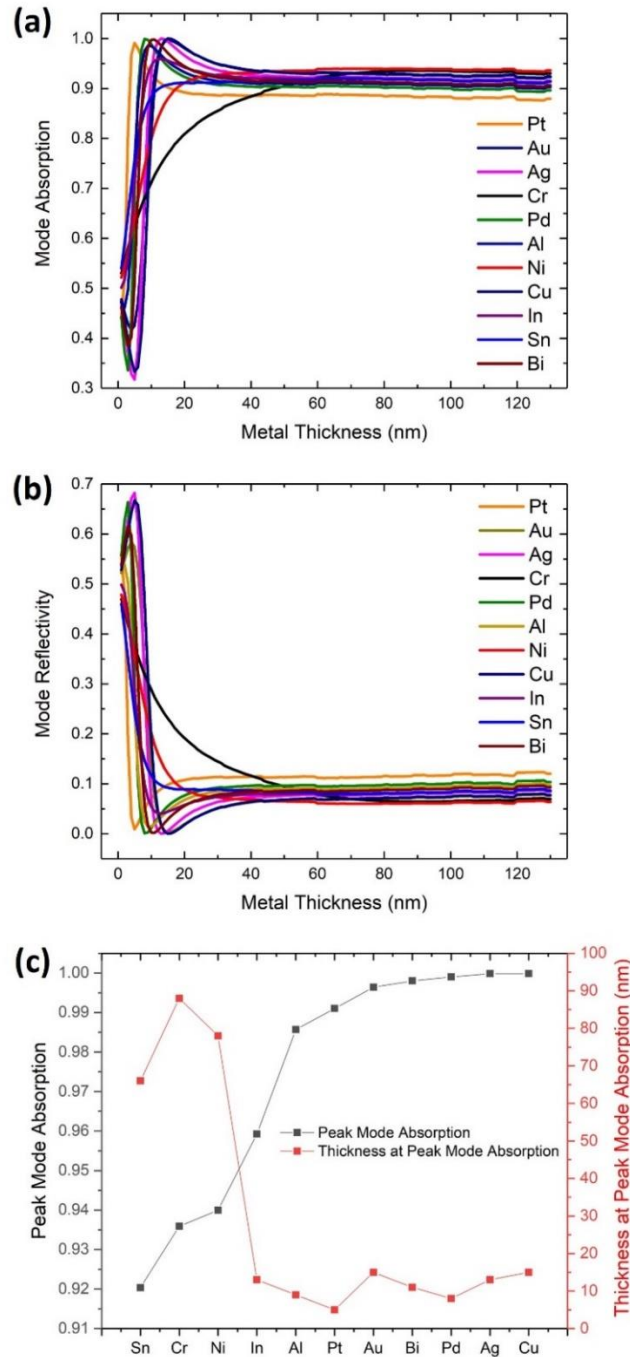 (a)
1.0
0.9
0.8
0.7
0.6
0.5
0.4
0.3
Mode Absorption
Pt
Au
Ag
Cr
Pd
Al
Ni
Cu
In
Sn
Bi
0 20 40 60 80 100 120
Metal Thickness (nm)
(b)
0.7
0.6
0.5
0.4
0.3
0.2
0.1
0.0
Mode Reflectivity
Pt
Au
Ag
Cr
Pd
Al
Ni
Cu
In
Sn
Bi
0 20 40 60 80 100 120
Metal Thickness (nm)
(c)
1.00
0.99
0.98
0.97
0.96
0.95
0.94
0.93
0.92
0.91
Peak Mode Absorption
Peak Mode Absorption
Thickness at Peak Mode Absorption
100
90
80
70
60
50
40
30
20
10
0
Thickness at Peak Mode Absorption (nm)
Sn Cr Ni In Al Pt Au Bi Pd Ag Cu